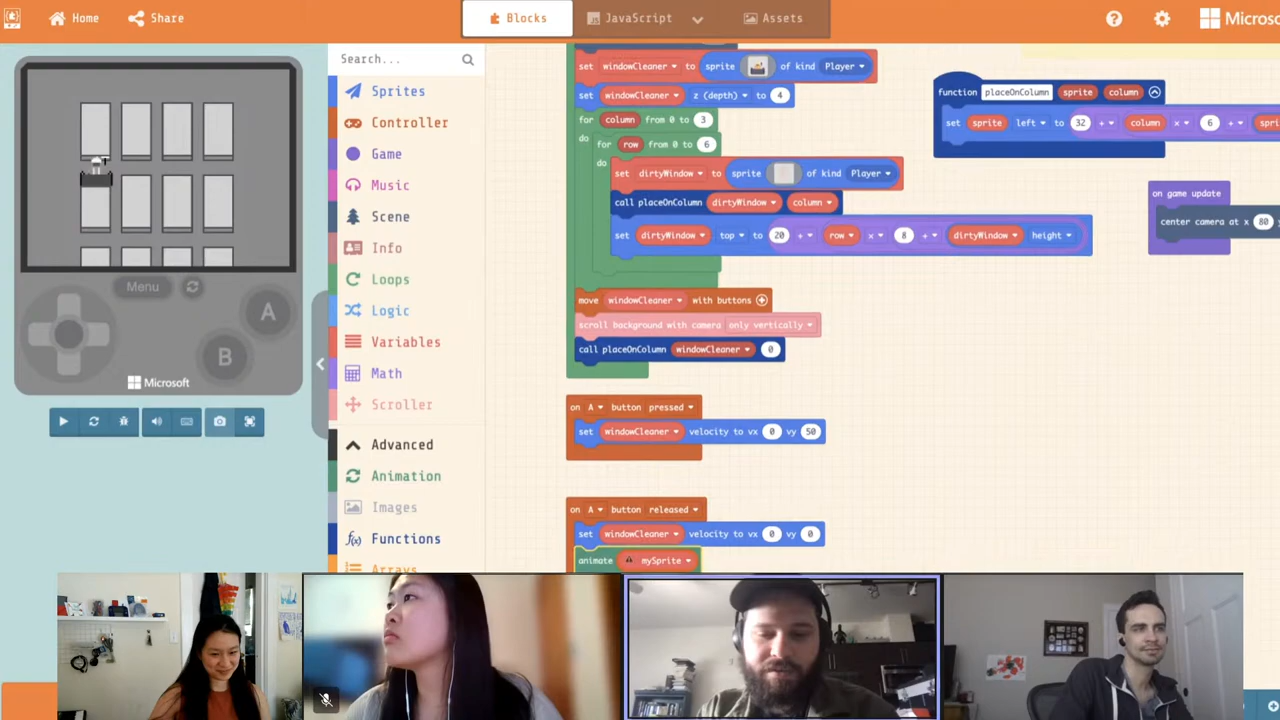 Home
Share
Blocks
JavaScript
Assets
Microso
Search...
Sprites
Controller
Game
Music
Scene
Info
Loops
Logic
Variables
Math
Scroller
Advanced
Animation
Images
Functions
Arrays
Menu
A
B
Microsoft
set windowCleaner to sprite of kind Player
set windowCleaner z (depth) to 4
for column from 0 to 3
do for row from 0 to 6
do set dirtyWindow to sprite of kind Player
call placeOnColumn dirtyWindow column
set dirtyWindow top to 20 + row × 8 + dirtyWindow height
move windowCleaner with buttons
scroll background with camera only vertically
call placeOnColumn windowCleaner 0
on A button pressed
set windowCleaner velocity to vx 0 vy 50
on A button released
set windowCleaner velocity to vx 0 vy 0
animate mySprite
function placeOnColumn sprite column
set sprite left to 32 + column × 6 + spri
on game update
center camera at x 80 y